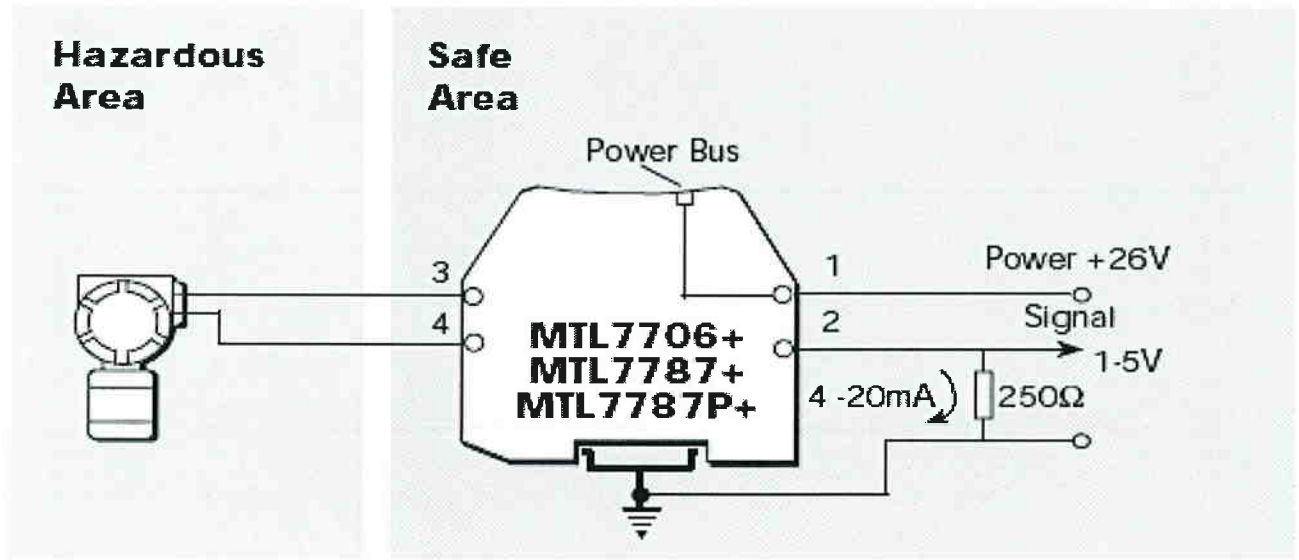 Hazardous
Area
Safe
Area
Power Bus
3
4
1
2
Power +26V
Signal
1-5V
MTL7706+
MTL7787+
MTL7787P+
4 -20mA
250Ω